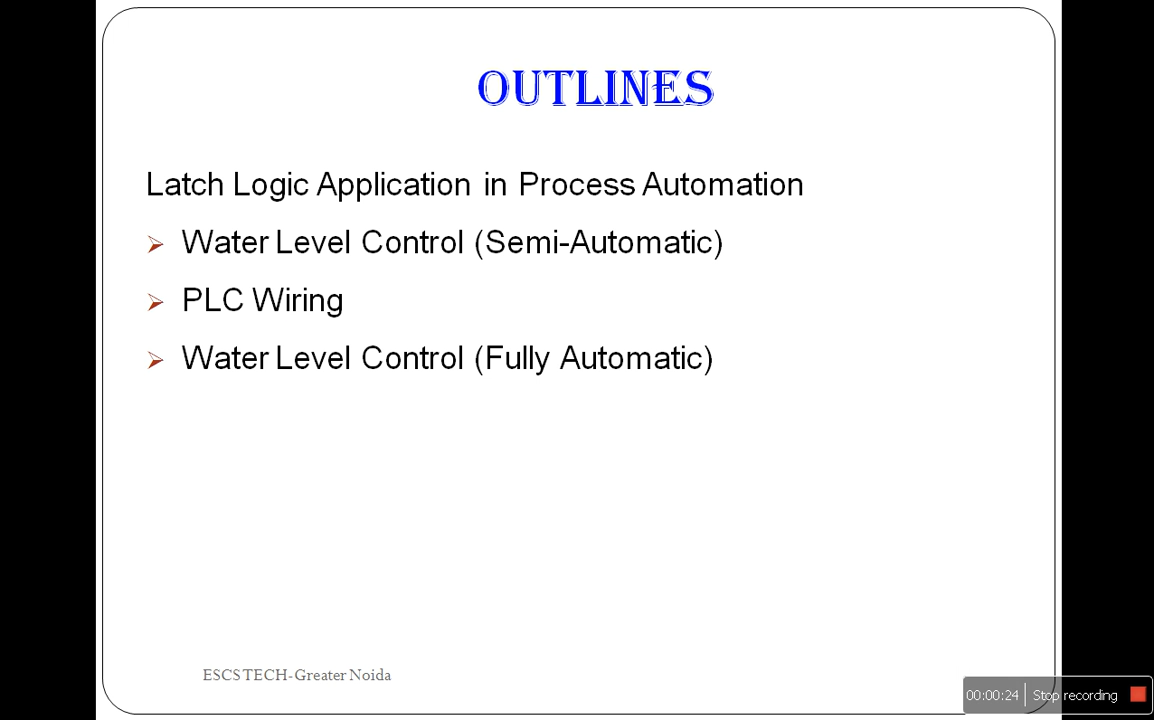 OUTLINES
Latch Logic Application in Process Automation
Water Level Control (Semi-Automatic)
PLC Wiring
Water Level Control (Fully Automatic)
ESCS TECH-Greater Noida
00:00:24 Stop recording